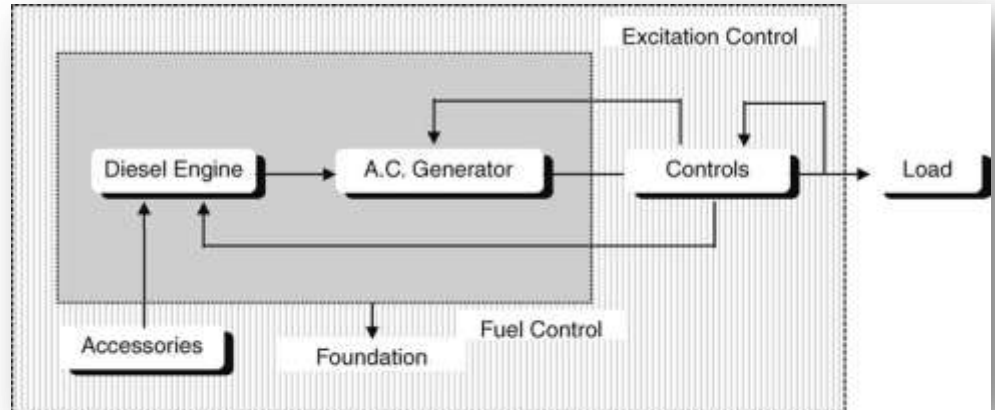 Excitation Control
Diesel Engine
A.C. Generator
Controls
Load
Accessories
Foundation
Fuel Control